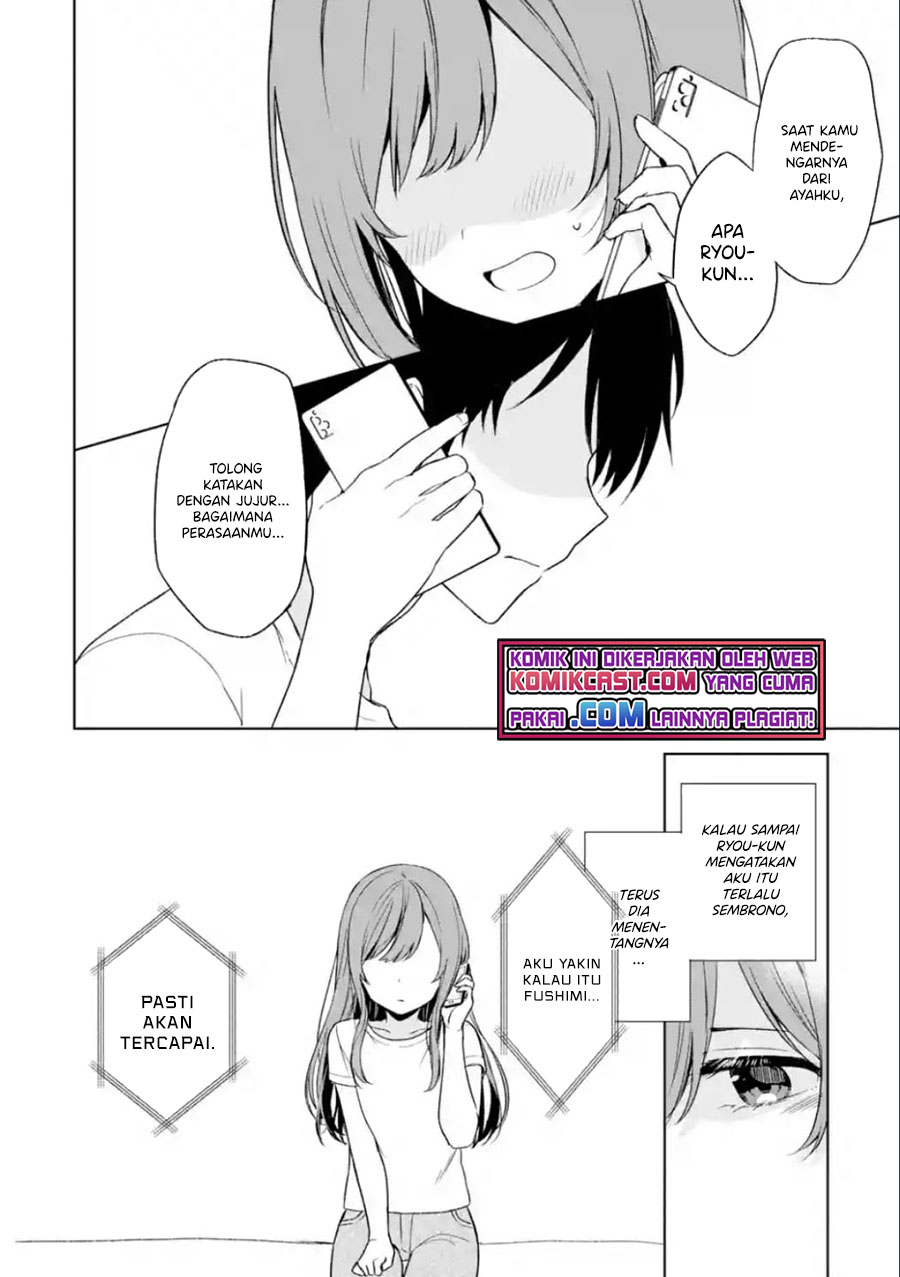 SAAT KAMU
MENDE-
NGARNYA
DARI
AYAHKU,
APA
RYOU-
KUN...
TOLONG
KATAKAN
DENGAN JUJUR...
BAGAIMANA
PERASAANMU...
KOMIK INI DIKERJAKAN OLEH WEB
KOMIKCAST.COM YANG CUMA
PAKAI .COM LAINNYA PLAGIAT!
KALAU SAMPAI
RYOU-KUN
MENGATAKAN
AKU ITU
TERLALU
SEMBRONO,
TERUS
DIA
MENEN-
TANGNYA
...
AKU YAKIN
KALAU ITU
FUSHIMI...
PASTI
AKAN
TERCAPAI.